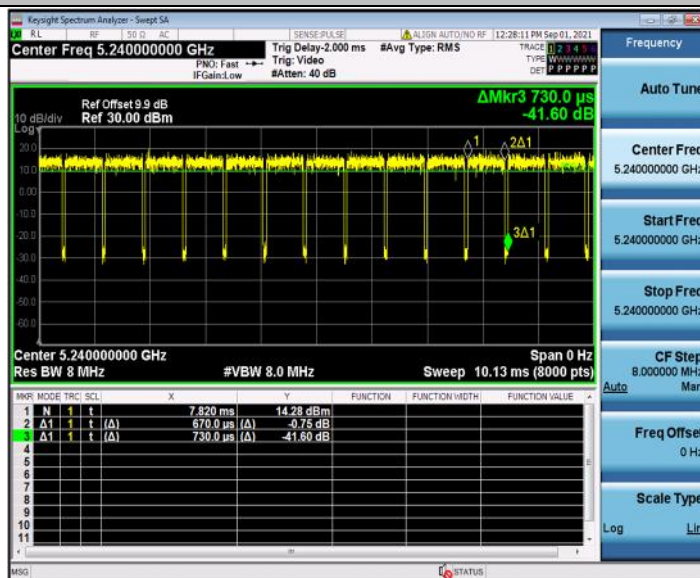 Keysight Spectrum Analyzer - Swept SA
RL RF 50 Ω AC SENSE:PULSE ALIGN AUTO/NO RF 12:28:11 PM Sep 01, 2021
Center Freq 5.240000000 GHz
PNO: Fast
IFGain:Low
Trig Delay-2.000 ms
Trig: Video
#Atten: 40 dB
#Avg Type: RMS
TRACE 1 2 3 4 5 6
TYPE WWWWWW
DET P P P P P P
Frequency
Auto Tune
Center Freq
5.240000000 GHz
Start Freq
5.240000000 GHz
Stop Freq
5.240000000 GHz
CF Step
8.000000 MHz
Auto Man
Freq Offset
0 Hz
Scale Type
Log Lin
ΔMkr3 730.0 µs
-41.60 dB
Ref Offset 9.9 dB
10 dB/div Ref 30.00 dBm
Log
20.0
10.0
0.00
-10.0
-20.0
-30.0
-40.0
-50.0
-60.0
1
2Δ1
3Δ1
Center 5.240000000 GHz Span 0 Hz
Res BW 8 MHz #VBW 8.0 MHz Sweep 10.13 ms (8000 pts)
MKR MODE TRC SCL X Y FUNCTION FUNCTION WIDTH FUNCTION VALUE
1 N 1 t 7.820 ms 14.28 dBm
2 Δ1 1 t (Δ) 670.0 µs (Δ) -0.75 dB
3 Δ1 1 t (Δ) 730.0 µs (Δ) -41.60 dB
4
5
6
7
8
9
10
11
MSG STATUS